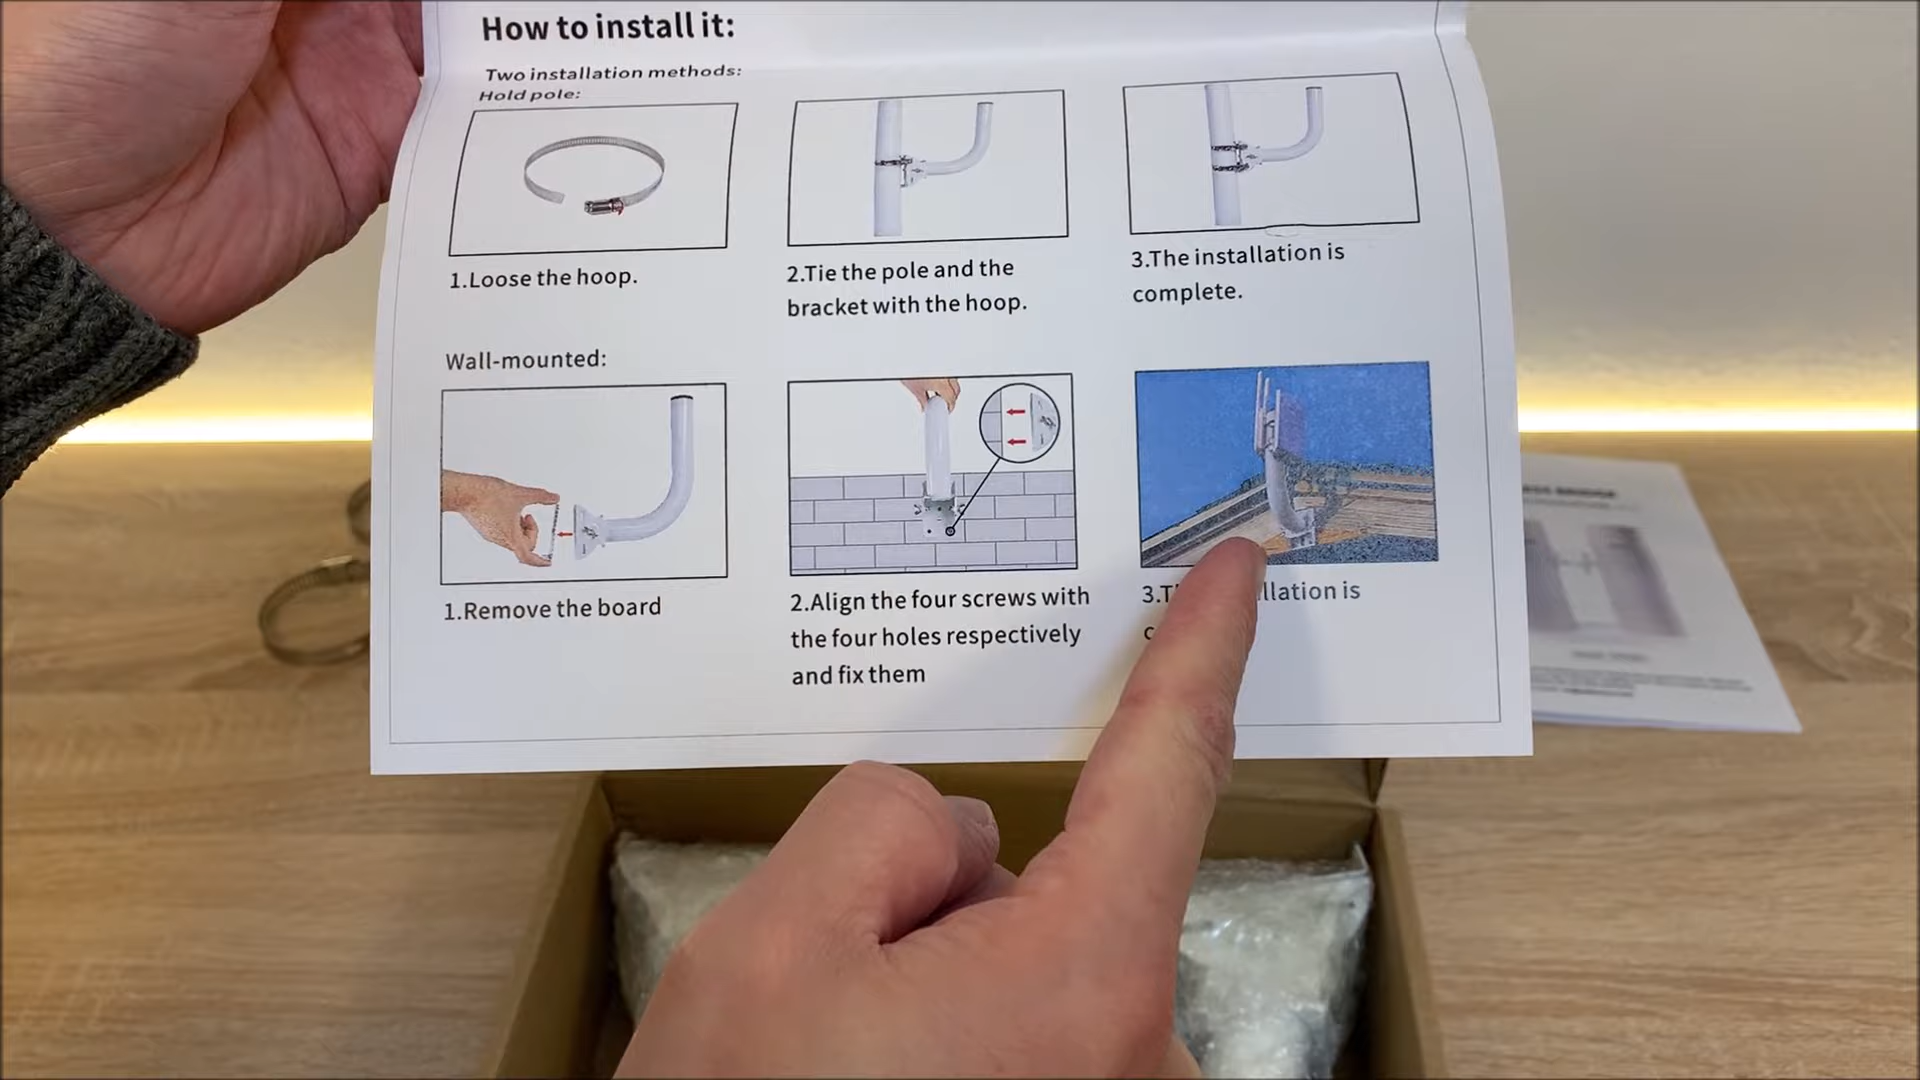 How to install it:
Two installation methods:
Hold pole:
1.Loose the hoop.
2.Tie the pole and the
bracket with the hoop.
3.The installation is
complete.
Wall-mounted:
1.Remove the board
2.Align the four screws with
the four holes respectively
and fix them
is